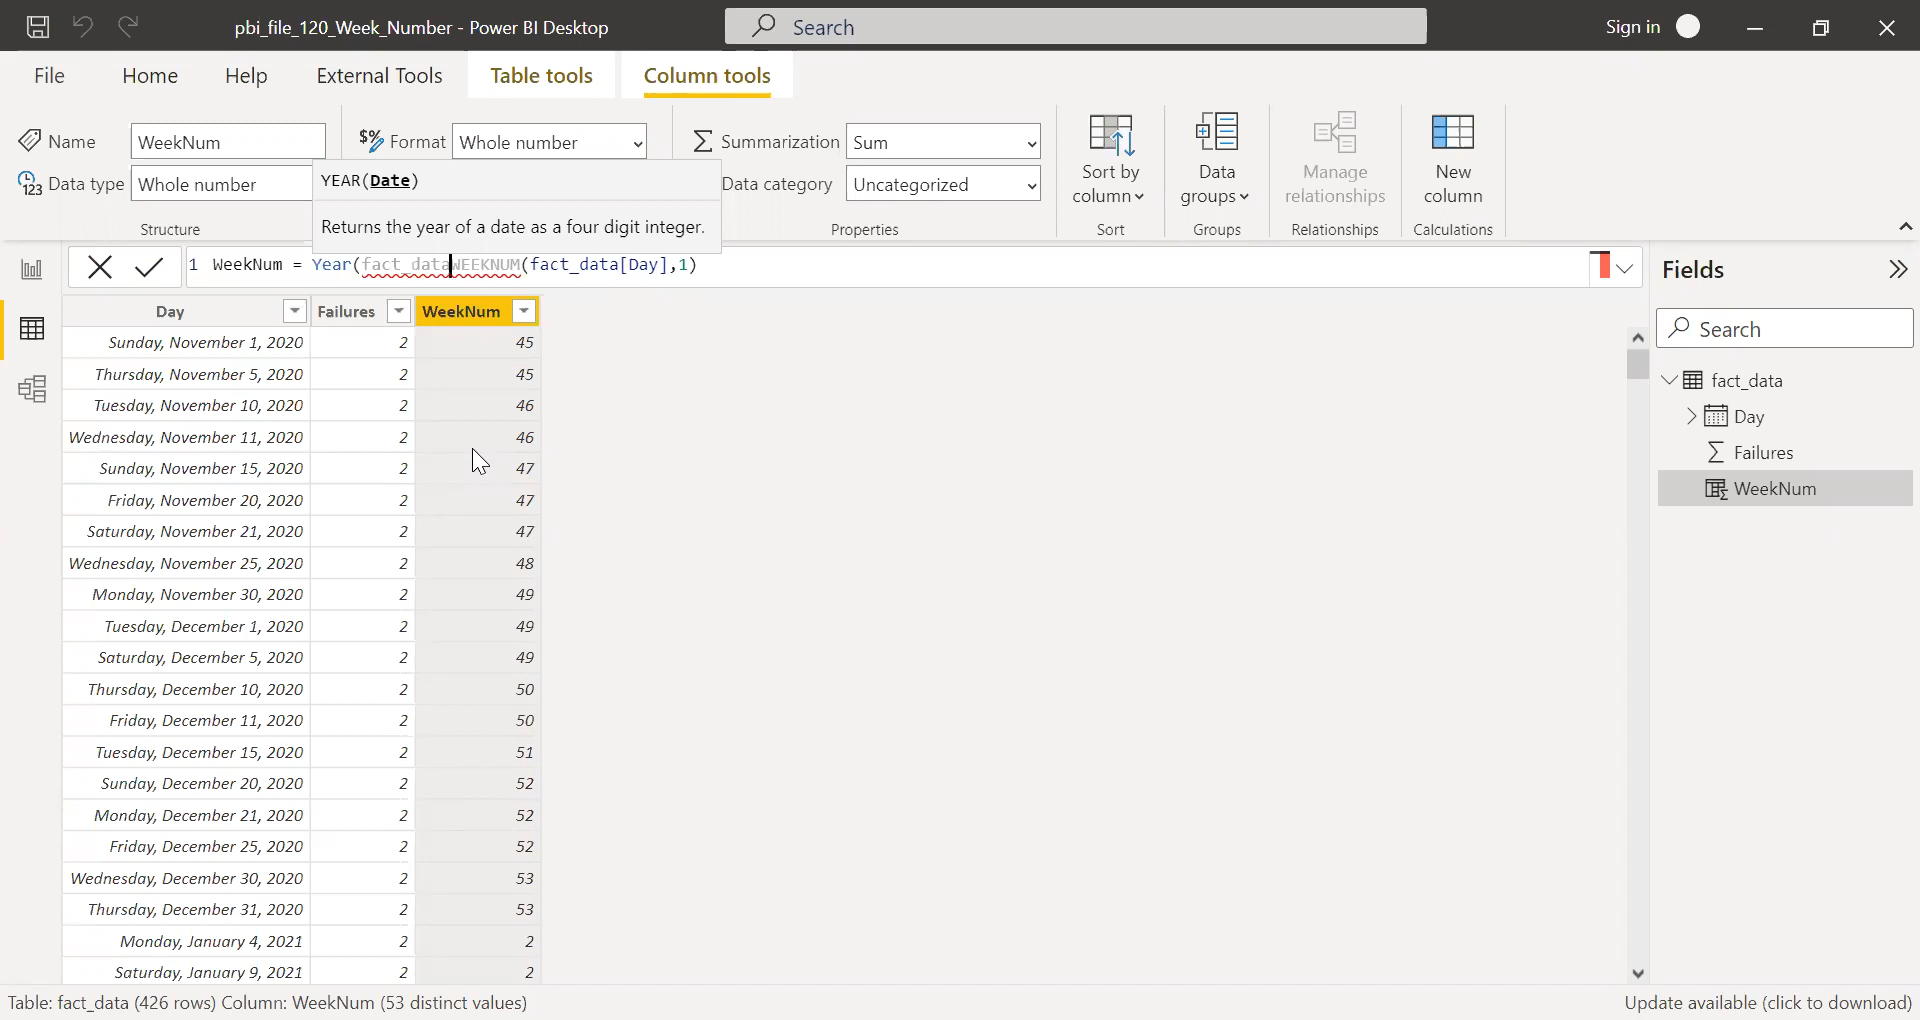 pbi_file_120_Week_Number - Power BI Desktop
Search
Sign in
File
Home
Help
External Tools
Table tools
Column tools
Name
WeekNum
$% Format
Whole number
Summarization
Sum
Data type
Whole number
Data category
Uncategorized
YEAR(Date)
Returns the year of a date as a four digit integer.
Sort by
column
Data
groups
Manage
relationships
New
column
Structure
Properties
Sort
Groups
Relationships
Calculations
1 WeekNum = Year(fact_dataWEEKNUM(fact_data[Day],1)
Day Failures WeekNum
Sunday, November 1, 2020 2 45
Thursday, November 5, 2020 2 45
Tuesday, November 10, 2020 2 46
Wednesday, November 11, 2020 2 46
Sunday, November 15, 2020 2 47
Friday, November 20, 2020 2 47
Saturday, November 21, 2020 2 47
Wednesday, November 25, 2020 2 48
Monday, November 30, 2020 2 49
Tuesday, December 1, 2020 2 49
Saturday, December 5, 2020 2 49
Thursday, December 10, 2020 2 50
Friday, December 11, 2020 2 50
Tuesday, December 15, 2020 2 51
Sunday, December 20, 2020 2 52
Monday, December 21, 2020 2 52
Friday, December 25, 2020 2 52
Wednesday, December 30, 2020 2 53
Thursday, December 31, 2020 2 53
Monday, January 4, 2021 2 2
Saturday, January 9, 2021 2 2
Fields
Search
fact_data
Day
Failures
WeekNum
Table: fact_data (426 rows) Column: WeekNum (53 distinct values)
Update available (click to download)